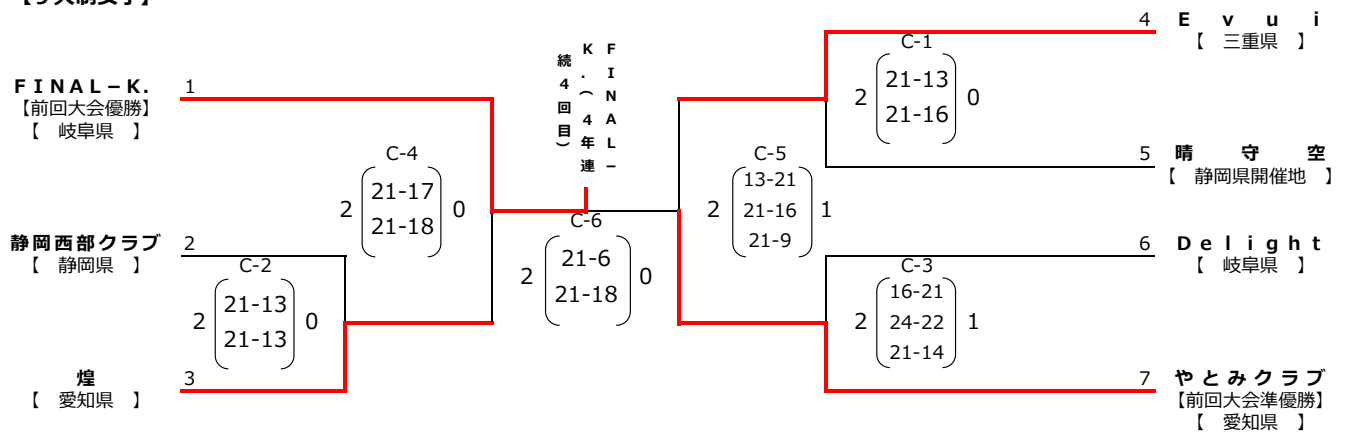 【９人制女子】
FINAL－K.
(４年連
続４回目)
1
FINAL－K.
【前回大会優勝】
【 岐阜県 】
2
静岡西部クラブ
【 静岡県 】
3
煌
【 愛知県 】
C-4
2
21-17
21-18
0
C-2
2
21-13
21-13
0
C-6
2
21-6
21-18
0
C-1
2
21-13
21-16
0
C-5
2
13-21
21-16
21-9
1
C-3
2
16-21
24-22
21-14
1
4
Ｅｖｕｉ
【 三重県 】
5
晴守空
【 静岡県開催地 】
6
Ｄｅｌｉｇｈｔ
【 岐阜県 】
7
やとみクラブ
【前回大会準優勝】
【 愛知県 】